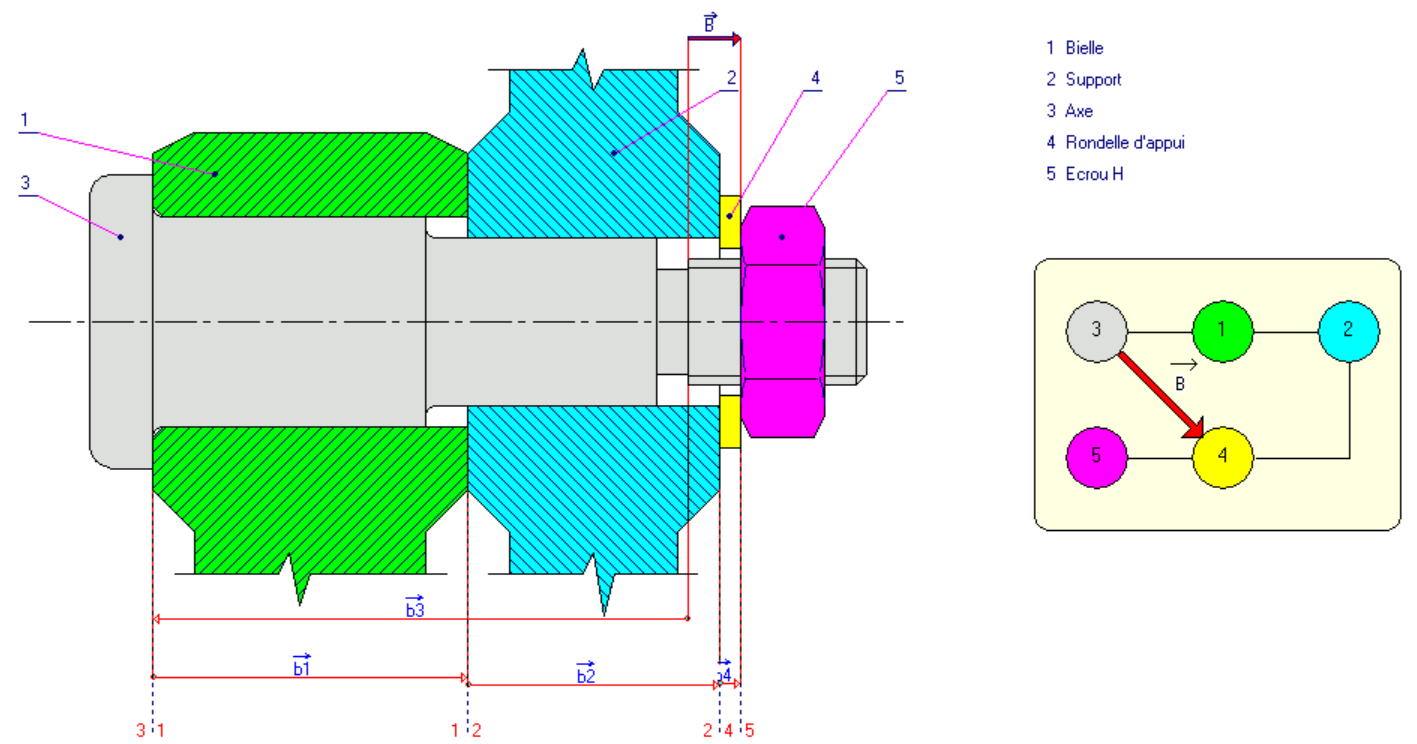 B
1 Bielle
2 Support
3 Axe
4 Rondelle d'appui
5 Ecrou H
2
4
5
1
3
3
1
2
B
5
4
b3
b1
b2
b4
3 1
1 2
2 4 5